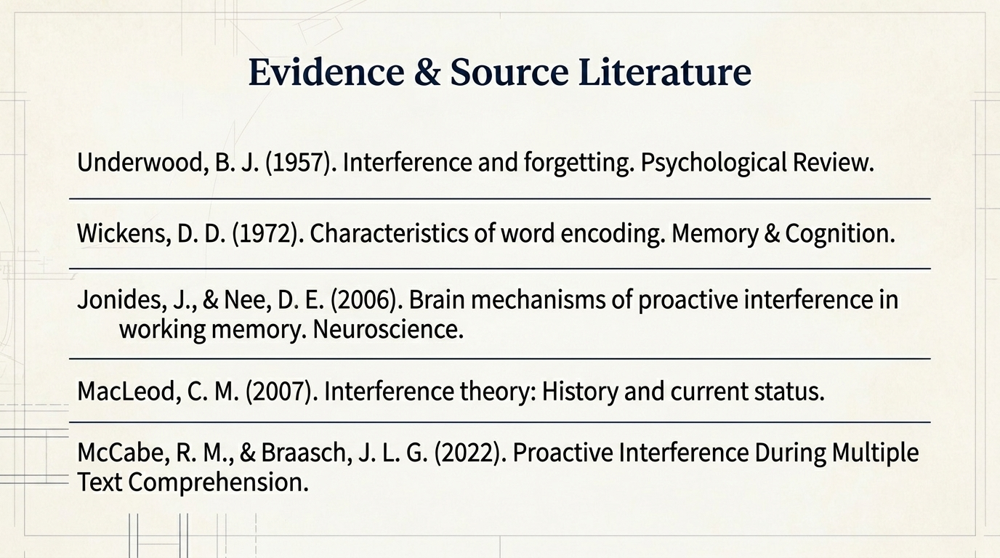 Evidence & Source Literature
Underwood, B. J. (1957). Interference and forgetting. Psychological Review.
Wickens, D. D. (1972). Characteristics of word encoding. Memory & Cognition.
Jonides, J., & Nee, D. E. (2006). Brain mechanisms of proactive interference in
working memory. Neuroscience.
MacLeod, C. M. (2007). Interference theory: History and current status.
McCabe, R. M., & Braasch, J. L. G. (2022). Proactive Interference During Multiple
Text Comprehension.